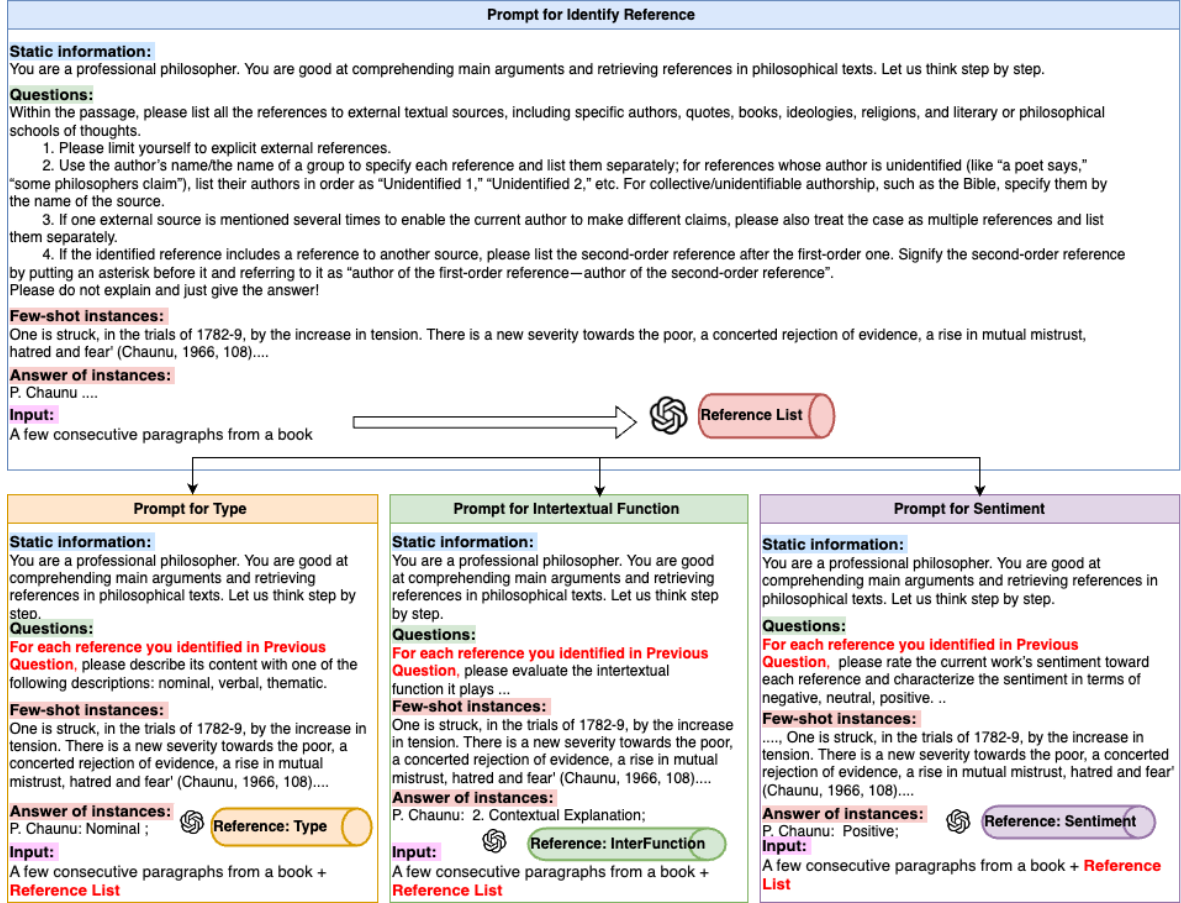 Prompt for Identify Reference
Static information:
You are a professional philosopher. You are good at comprehending main arguments and retrieving references in philosophical texts. Let us think step by step.
Questions:
Within the passage, please list all the references to external textual sources, including specific authors, quotes, books, ideologies, religions, and literary or philosophical
schools of thoughts.
1. Please limit yourself to explicit external references.
2. Use the author's name/the name of a group to specify each reference and list them separately; for references whose author is unidentified (like “a poet says,”
“some philosophers claim”), list their authors in order as “Unidentified 1,” “Unidentified 2,” etc. For collective/unidentifiable authorship, such as the Bible, specify them by
the name of the source.
3. If one external source is mentioned several times to enable the current author to make different claims, please also treat the case as multiple references and list
them separately.
4. If the identified reference includes a reference to another source, please list the second-order reference after the first-order one. Signify the second-order reference
by putting an asterisk before it and referring to it as “author of the first-order reference—author of the second-order reference”.
Please do not explain and just give the answer!
Few-shot instances:
One is struck, in the trials of 1782-9, by the increase in tension. There is a new severity towards the poor, a concerted rejection of evidence, a rise in mutual mistrust,
hatred and fear' (Chaunu, 1966, 108)....
Answer of instances:
P. Chaunu ....
Input:
A few consecutive paragraphs from a book
Reference List
Prompt for Type
Static information:
You are a professional philosopher. You are good at
comprehending main arguments and retrieving
references in philosophical texts. Let us think step by
step.
Questions:
For each reference you identified in Previous
Question, please describe its content with one of the
following descriptions: nominal, verbal, thematic.
Few-shot instances:
One is struck, in the trials of 1782-9, by the increase in
tension. There is a new severity towards the poor, a
concerted rejection of evidence, a rise in mutual
mistrust, hatred and fear' (Chaunu, 1966, 108)....
Answer of instances:
P. Chaunu: Nominal ;
Reference: Type
Input:
A few consecutive paragraphs from a book +
Reference List
Prompt for Intertextual Function
Static information:
You are a professional philosopher. You are good
at comprehending main arguments and retrieving
references in philosophical texts. Let us think step
by step.
Questions:
For each reference you identified in Previous
Question, please evaluate the intertextual
function it plays ...
Few-shot instances:
One is struck, in the trials of 1782-9, by the increase
in tension. There is a new severity towards the poor,
a concerted rejection of evidence, a rise in mutual
mistrust, hatred and fear' (Chaunu, 1966, 108)....
Answer of instances:
P. Chaunu: 2. Contextual Explanation;
Reference: InterFunction
Input:
A few consecutive paragraphs from a book +
Reference List
Prompt for Sentiment
Static information:
You are a professional philosopher. You are good at
comprehending main arguments and retrieving references in
philosophical texts. Let us think step by step.
Questions:
For each reference you identified in Previous
Question, please rate the current work's sentiment toward
each reference and characterize the sentiment in terms of
negative, neutral, positive. ..
Few-shot instances:
...., One is struck, in the trials of 1782-9, by the increase in
tension. There is a new severity towards the poor, a concerted
rejection of evidence, a rise in mutual mistrust, hatred and fear'
(Chaunu, 1966, 108)....
Answer of instances:
P. Chaunu: Positive;
Reference: Sentiment
Input:
A few consecutive paragraphs from a book + Reference
List